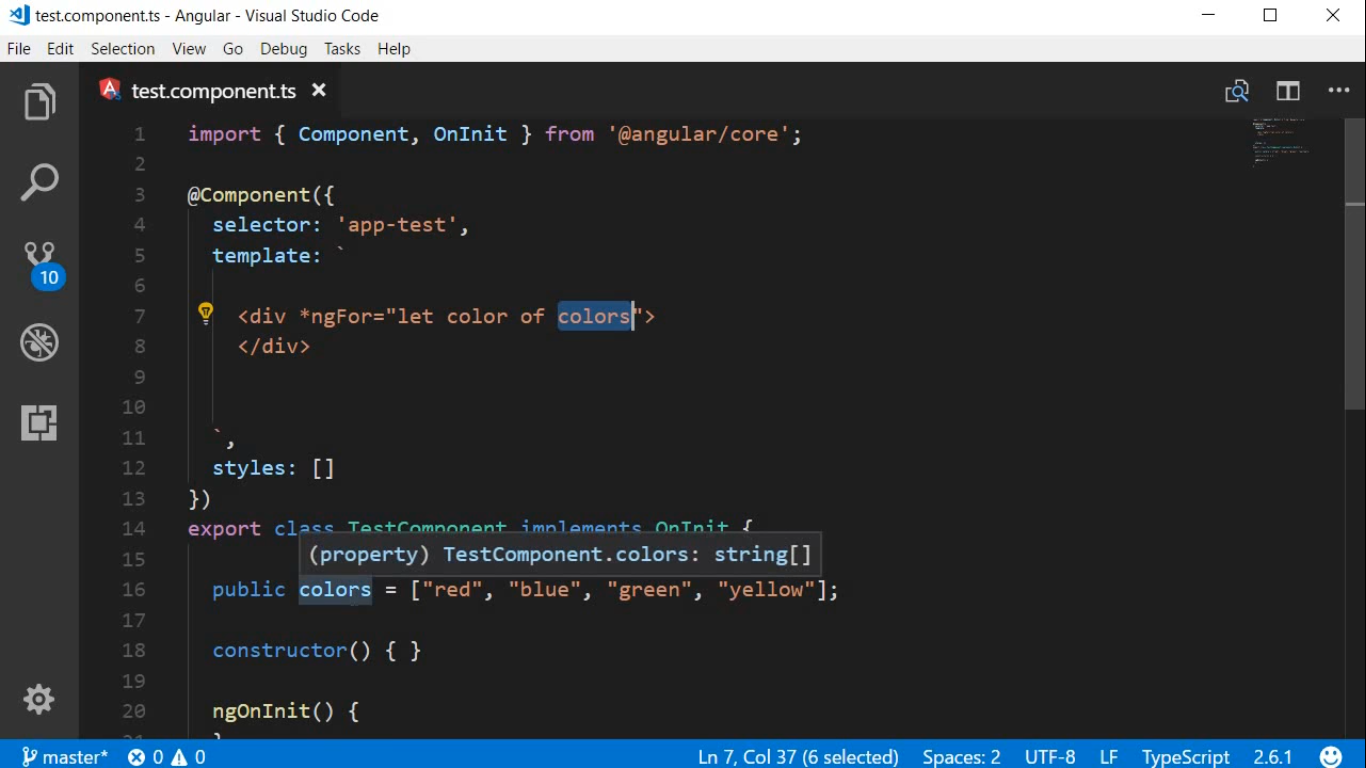 test.component.ts - Angular - Visual Studio Code
File Edit Selection View Go Debug Tasks Help
test.component.ts
1 import { Component, OnInit } from '@angular/core';
2
3 @Component({
4 selector: 'app-test',
5 template: `
6
7 <div *ngFor="let color of colors">
8 </div>
9
10
11 `,
12 styles: []
13 })
14 export class TestComponent implements OnInit {
15
(property) TestComponent.colors: string[]
16 public colors = ["red", "blue", "green", "yellow"];
17
18 constructor() { }
19
20 ngOnInit() {
10
master* 0 0 Ln 7, Col 37 (6 selected) Spaces: 2 UTF-8 LF TypeScript 2.6.1